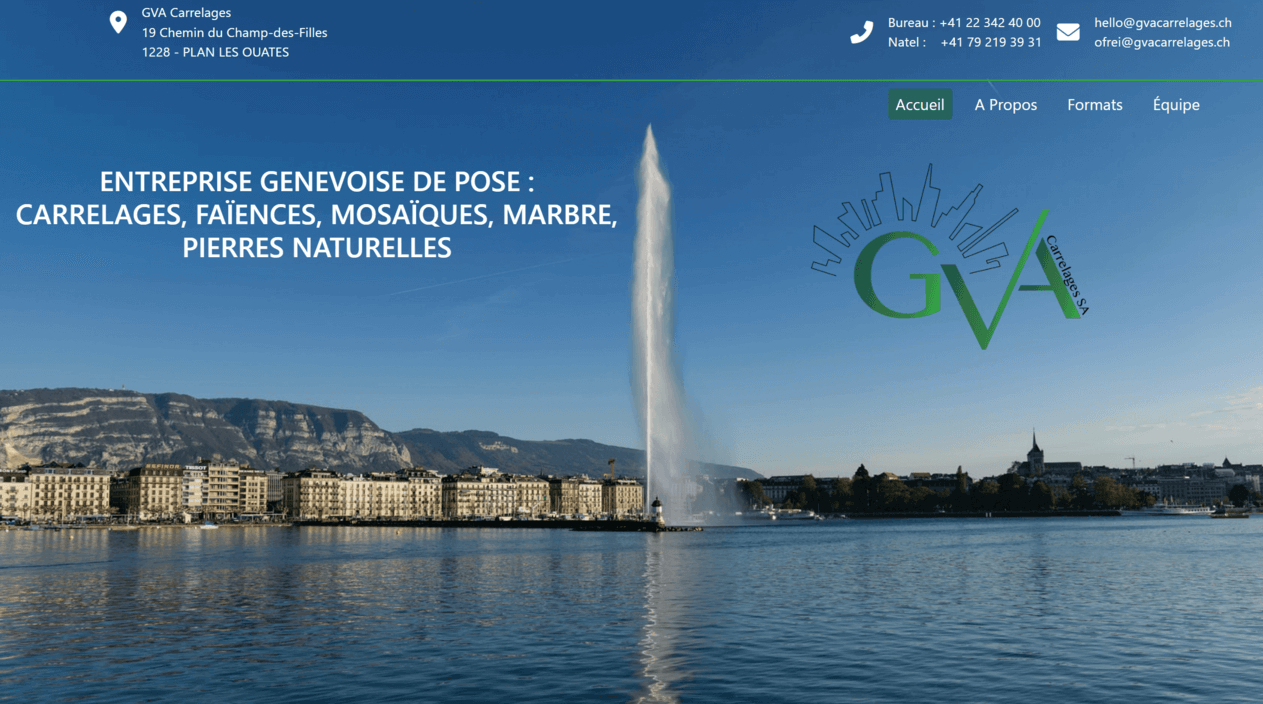 GVA Carrelages
19 Chemin du Champ-des-Filles
1228 - PLAN LES OUATES
Bureau : +41 22 342 40 00
Natel : +41 79 219 39 31
hello@gvacarrelages.ch
ofrei@gvacarrelages.ch
Accueil
A Propos
Formats
Équipe
ENTREPRISE GENEVOISE DE POSE :
CARRELAGES, FAÏENCES, MOSAÏQUES, MARBRE,
PIERRES NATURELLES
GVA
Carrelages SA
TISSOT